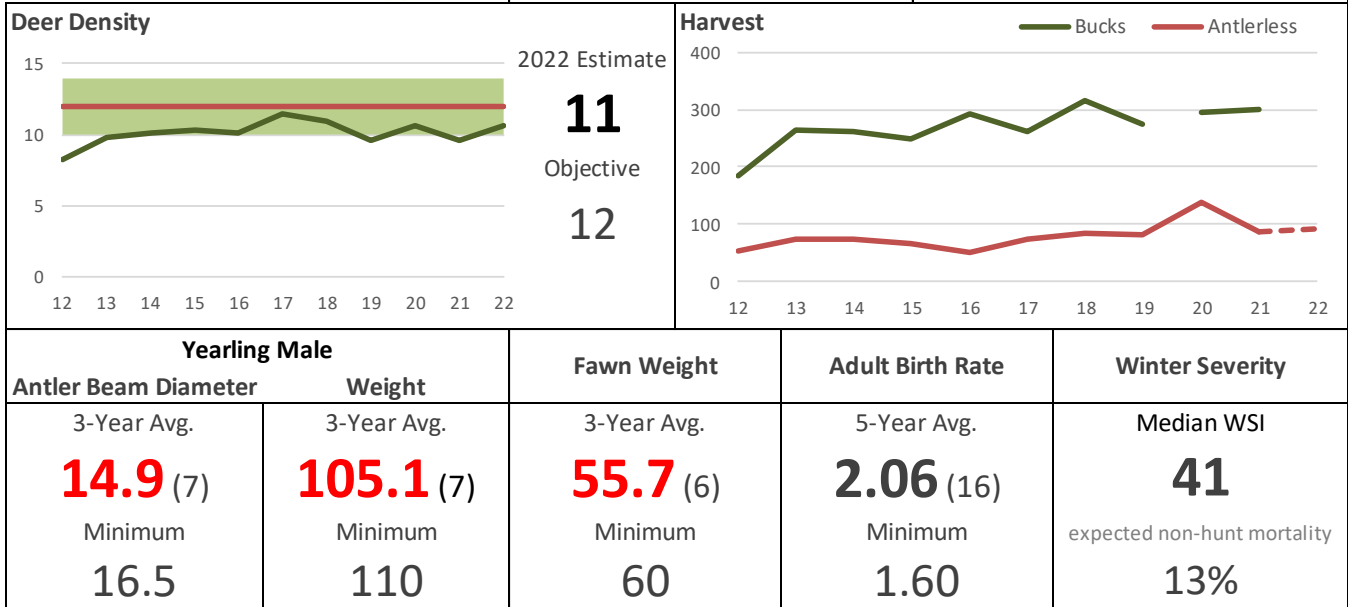 Deer Density
15
10
5
0
12 13 14 15 16 17 18 19 20 21 22
2022 Estimate
11
Objective
12
Harvest
Bucks Antlerless
400
300
200
100
0
12 13 14 15 16 17 18 19 20 21 22
Yearling Male
Antler Beam Diameter Weight
Fawn Weight
Adult Birth Rate
Winter Severity
3-Year Avg.
14.9 (7)
Minimum
16.5
3-Year Avg.
105.1 (7)
Minimum
110
3-Year Avg.
55.7 (6)
Minimum
60
5-Year Avg.
2.06 (16)
Minimum
1.60
Median WSI
41
expected non-hunt mortality
13%